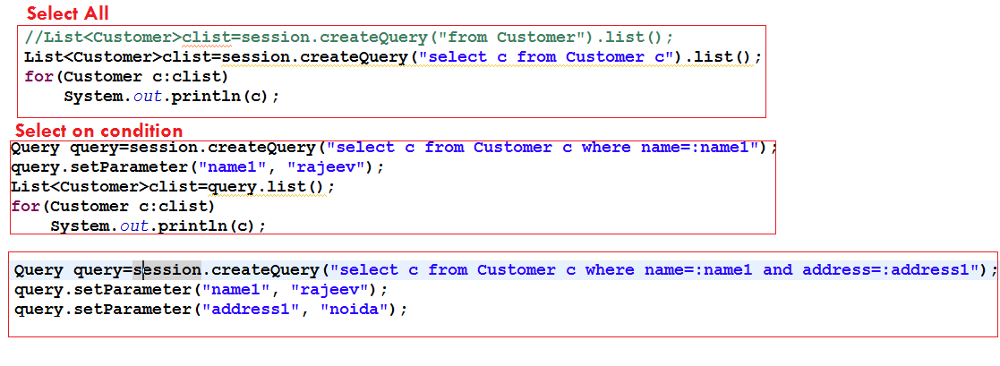 Select All
//List<Customer>clist=session.createQuery("from Customer").list();
List<Customer>clist=session.createQuery("select c from Customer c").list();
for(Customer c:clist)
System.out.println(c);
Select on condition
Query query=session.createQuery("select c from Customer c where name=:name1");
query.setParameter("name1", "rajeev");
List<Customer>clist=query.list();
for(Customer c:clist)
System.out.println(c);
Query query=session.createQuery("select c from Customer c where name=:name1 and address=:address1");
query.setParameter("name1", "rajeev");
query.setParameter("address1", "noida");